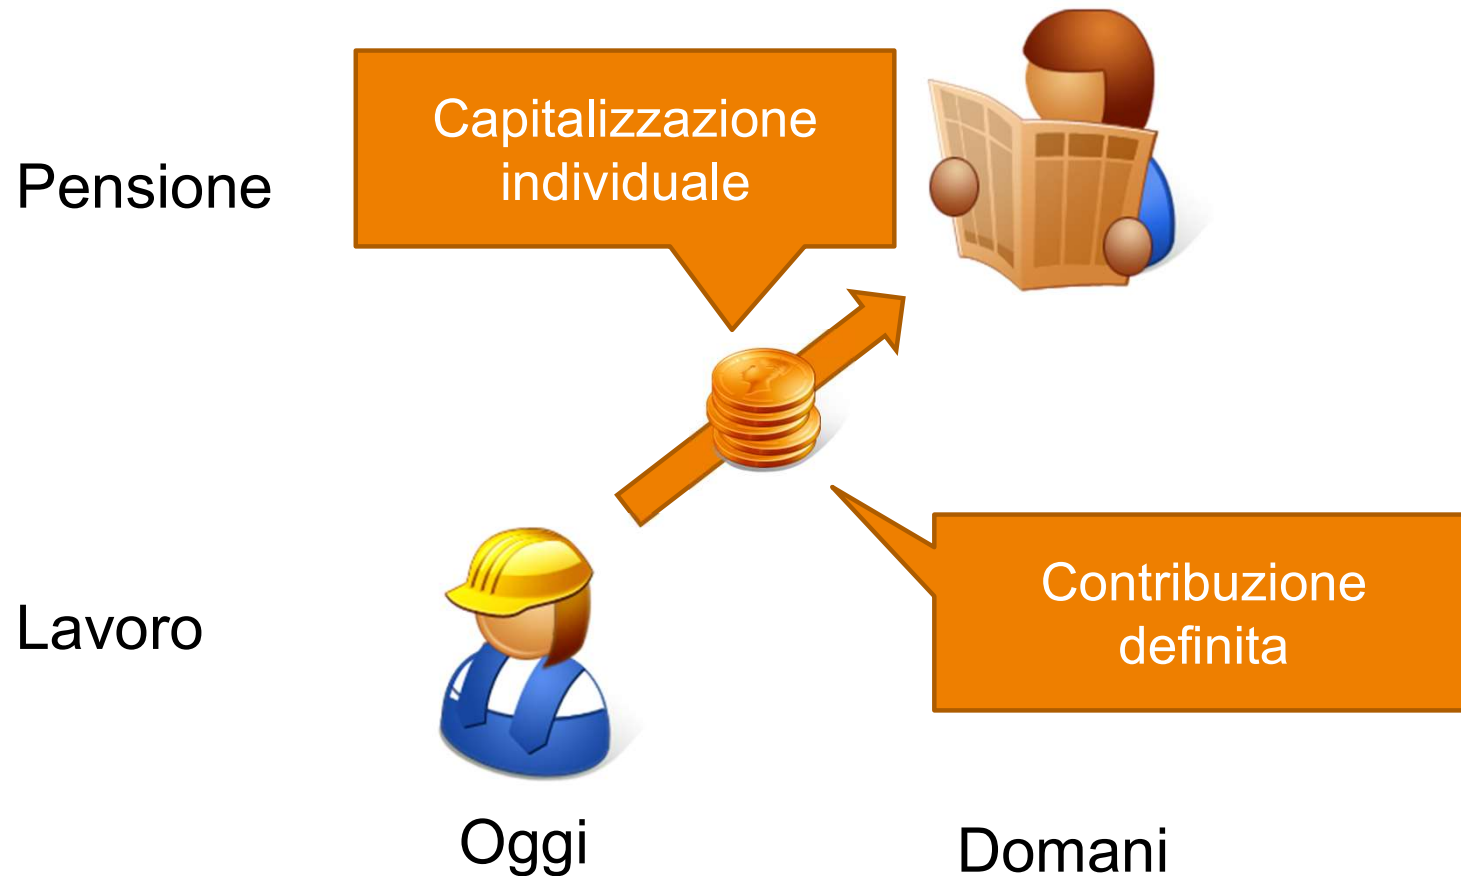 Capitalizzazione
individuale
Pensione
Contribuzione
definita
Lavoro
Oggi
Domani